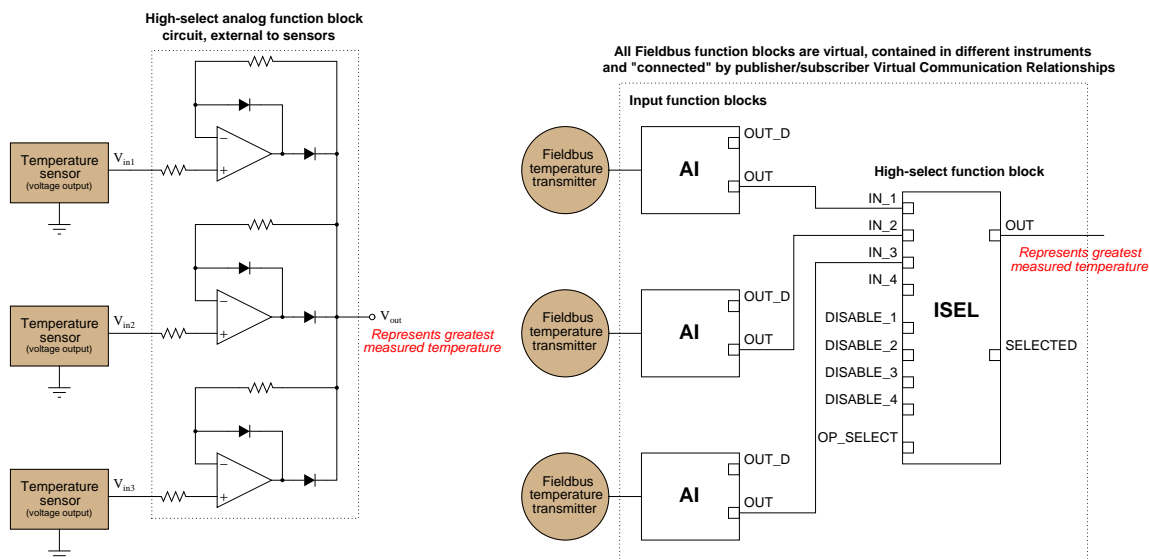 High-select analog function block
circuit, external to sensors
Temperature
sensor
(voltage output)
Vin1
−
+
Temperature
sensor
(voltage output)
Vin2
−
+
Vout
Represents greatest
measured temperature
Temperature
sensor
(voltage output)
Vin3
−
+
All Fieldbus function blocks are virtual, contained in different instruments
and "connected" by publisher/subscriber Virtual Communication Relationships
Input function blocks
Fieldbus
temperature
transmitter
AI
OUT_D
OUT
Fieldbus
temperature
transmitter
AI
OUT_D
OUT
Fieldbus
temperature
transmitter
AI
OUT_D
OUT
High-select function block
IN_1
IN_2
IN_3
IN_4
DISABLE_1
DISABLE_2
DISABLE_3
DISABLE_4
OP_SELECT
ISEL
OUT
Represents greatest
measured temperature
SELECTED